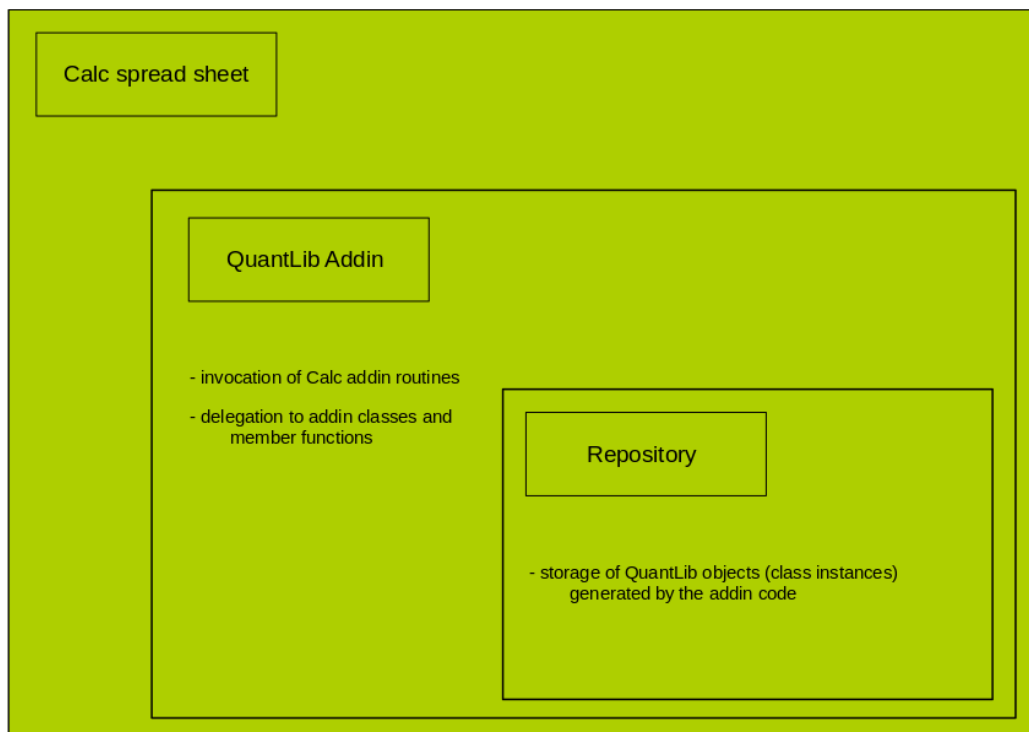 Calc spread sheet
QuantLib Addin
- invocation of Calc addin routines
- delegation to addin classes and
member functions
Repository
- storage of QuantLib objects (class instances)
generated by the addin code